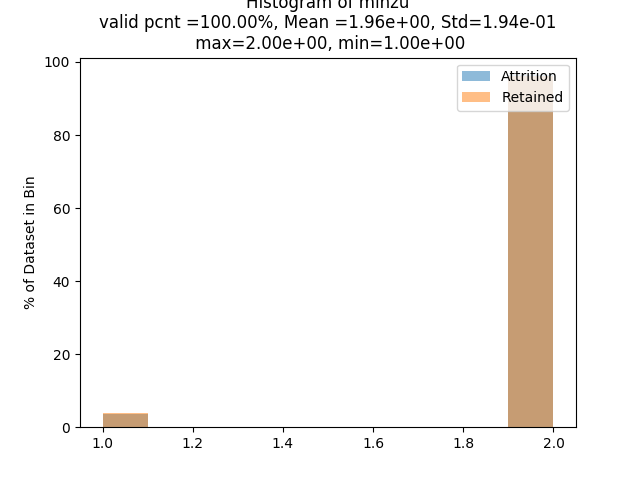 Histogram of minzu
valid pcnt =100.00%, Mean =1.96e+00, Std=1.94e-01
max=2.00e+00, min=1.00e+00
100
80
60
40
20
0
% of Dataset in Bin
Attrition
Retained
1.0 1.2 1.4 1.6 1.8 2.0